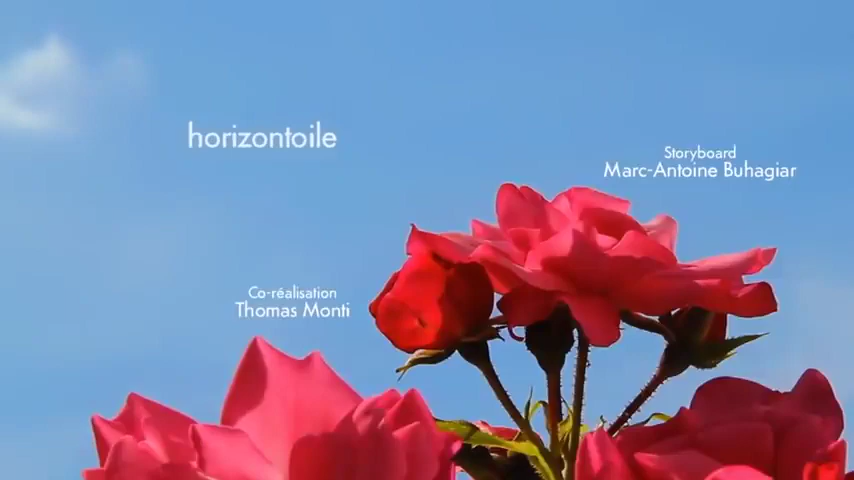 horizontoile
Storyboard
Marc-Antoine Buhagiar
Co-réalisation
Thomas Monti